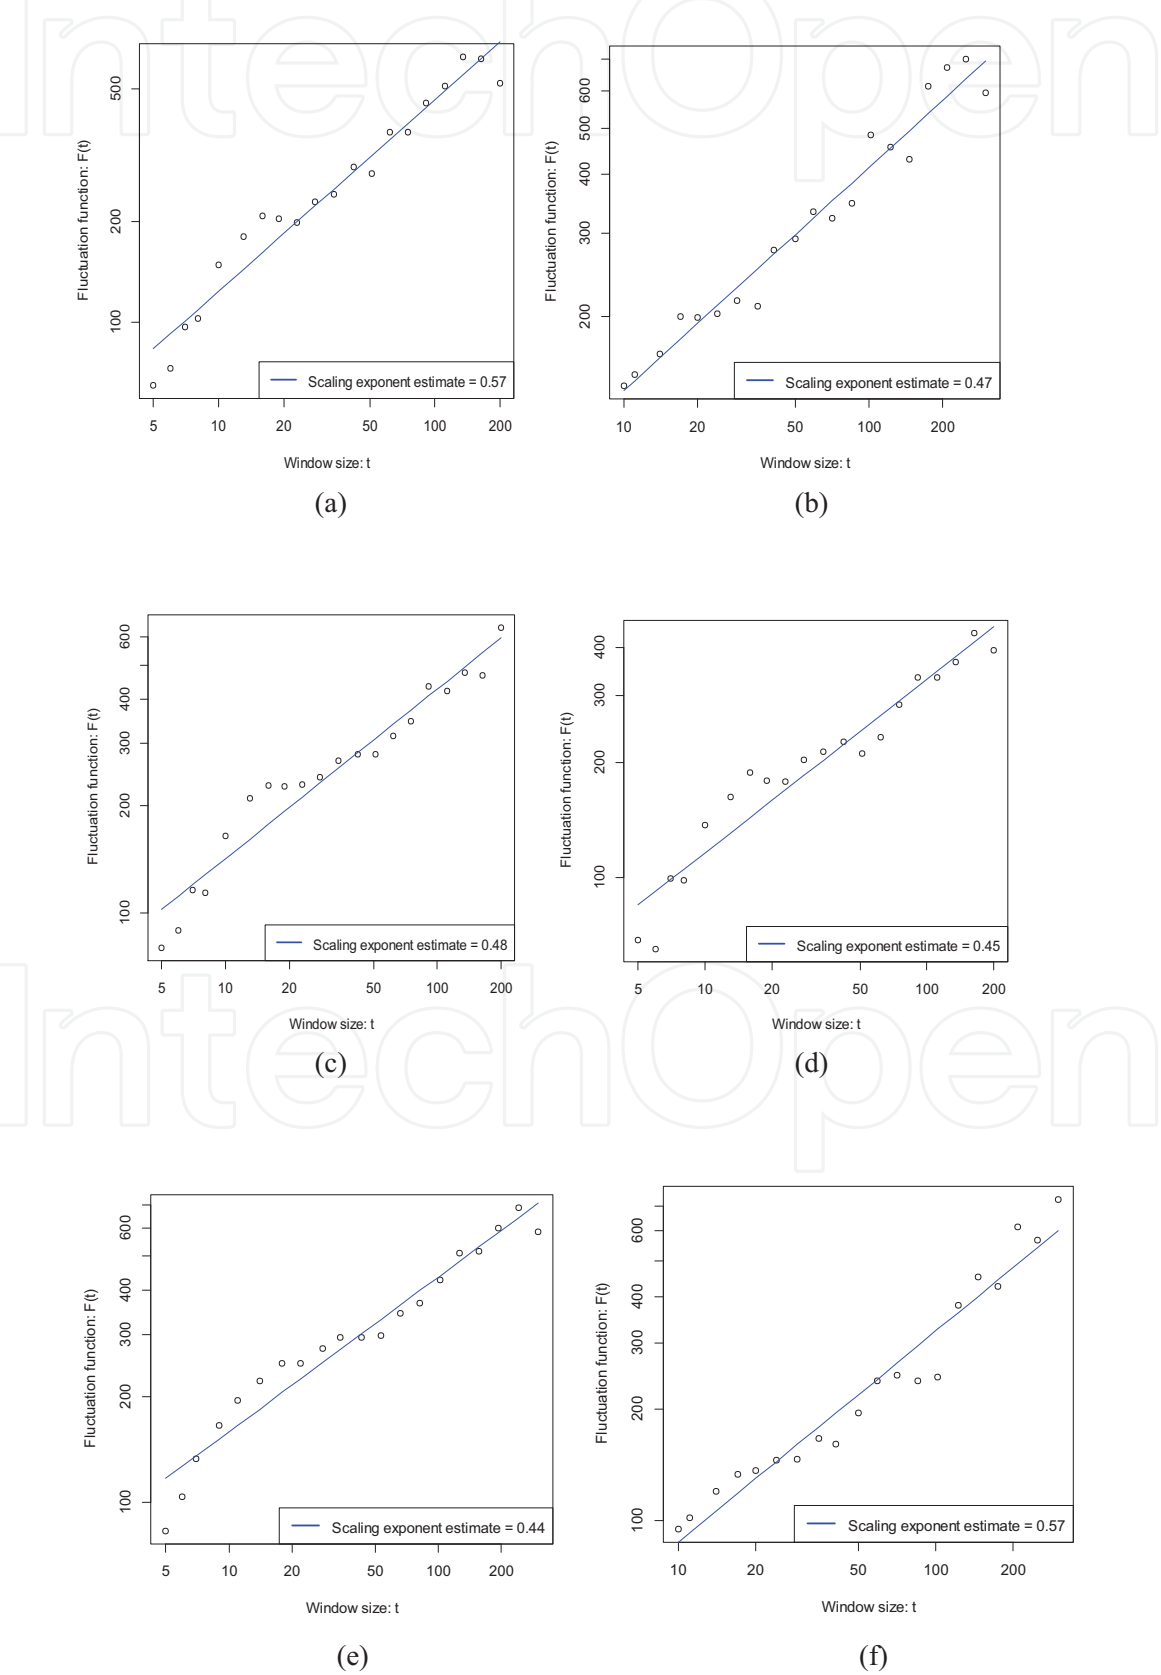 IntechOpen
500
200
100
Fluctuation function: F(t)
Scaling exponent estimate = 0.57
5 10 20 50 100 200
Window size: t
(a)
600
500
400
300
200
Fluctuation function: F(t)
Scaling exponent estimate = 0.47
10 20 50 100 200
Window size: t
(b)
600
400
300
200
100
Fluctuation function: F(t)
Scaling exponent estimate = 0.48
5 10 20 50 100 200
Window size: t
(c)
400
300
200
100
Fluctuation function: F(t)
Scaling exponent estimate = 0.45
5 10 20 50 100 200
Window size: t
(d)
IntechOpen
600
400
300
200
100
Fluctuation function: F(t)
Scaling exponent estimate = 0.44
5 10 20 50 100 200
Window size: t
(e)
600
400
300
200
100
Fluctuation function: F(t)
Scaling exponent estimate = 0.57
10 20 50 100 200
Window size: t
(f)